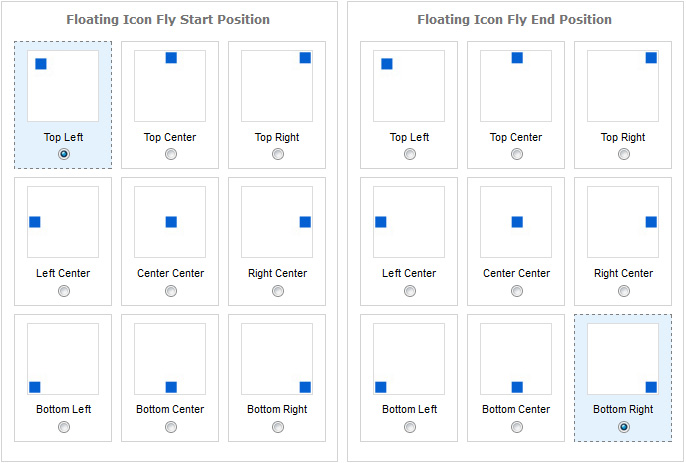 Floating Icon Fly Start Position
Top Left
Top Center
Top Right
Left Center
Center Center
Right Center
Bottom Left
Bottom Center
Bottom Right
Floating Icon Fly End Position
Top Left
Top Center
Top Right
Left Center
Center Center
Right Center
Bottom Left
Bottom Center
Bottom Right